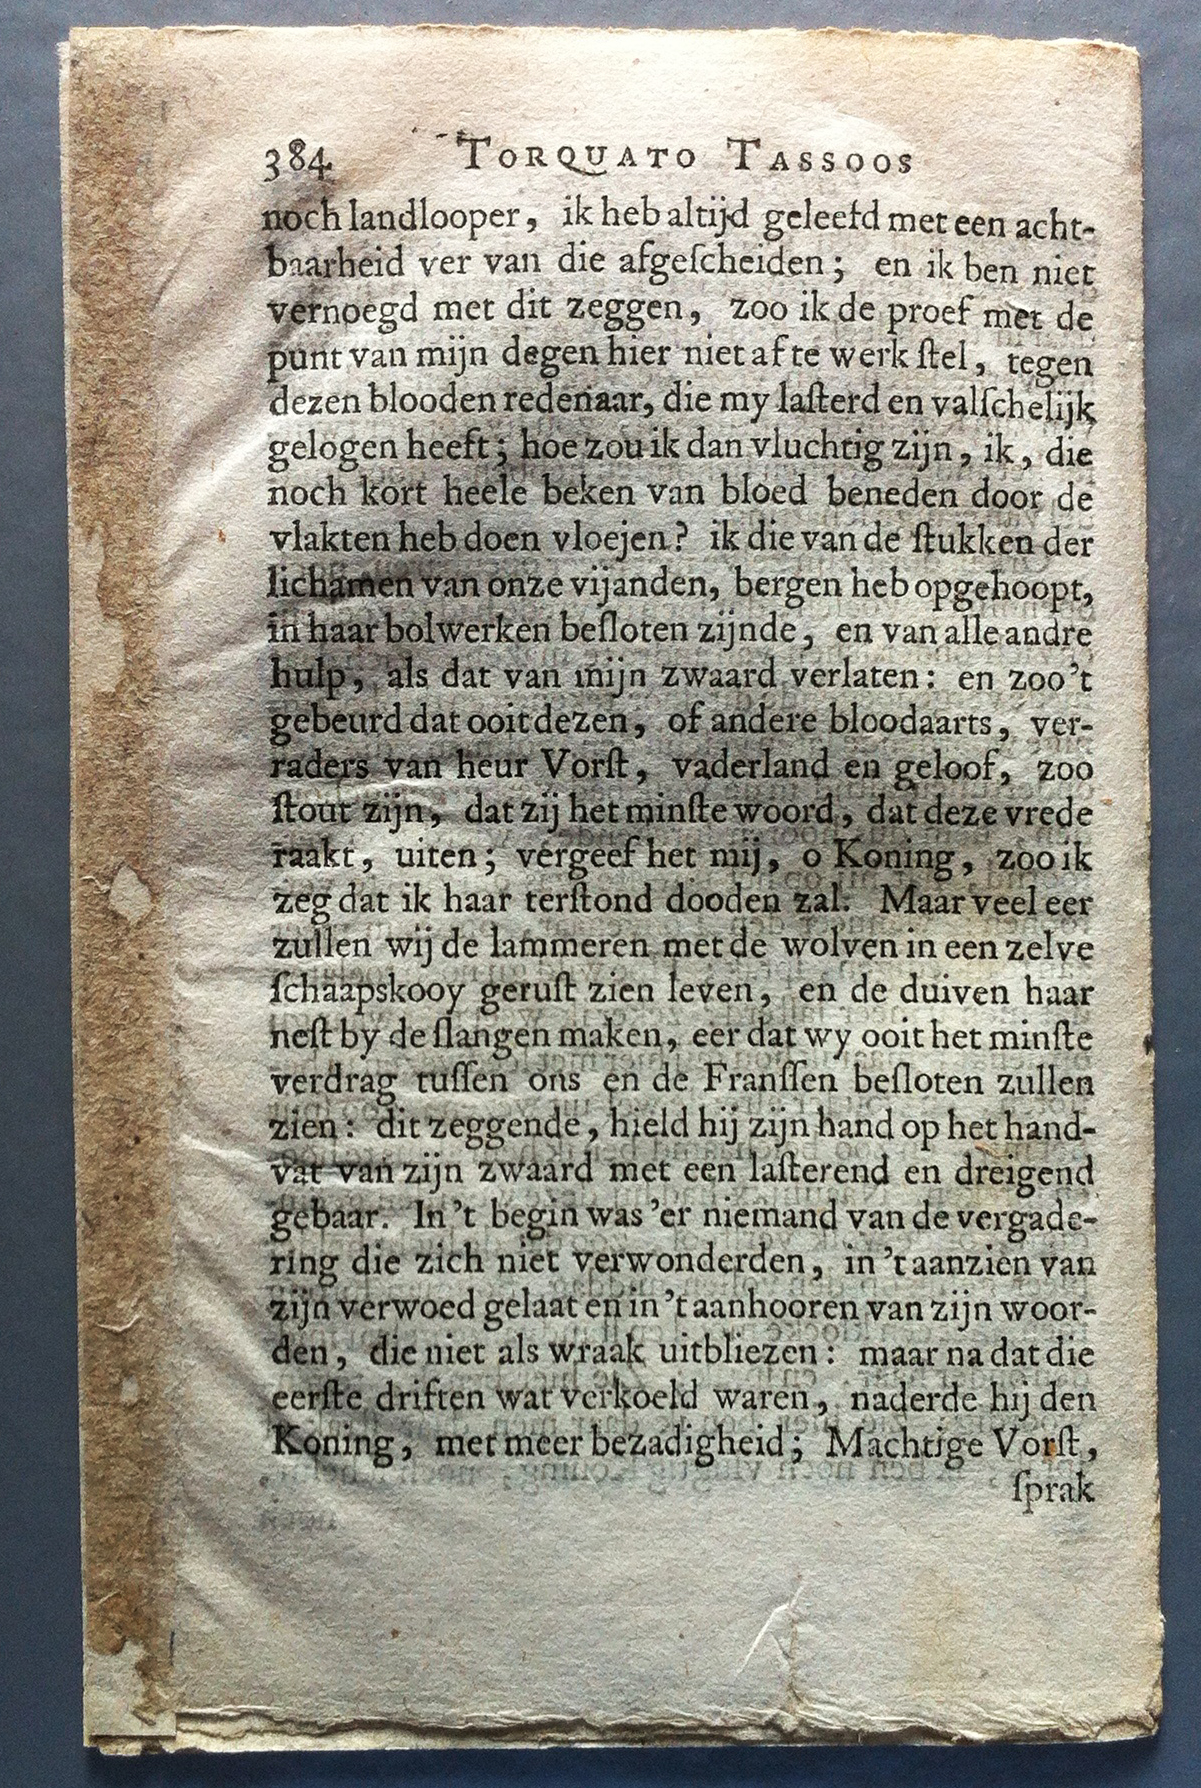 384 TORQUATO TASSOOS
noch landlooper, ik heb altijd geleefd met een acht-
baarheid ver van die afgeſcheiden; en ik ben niet
vernoegd met dit zeggen, zoo ik de proef met de
punt van mijn degen hier niet af te werk ſtel, tegen
dezen blooden redenaar, die my laſterd en valſchelijk
gelogen heeft; hoe zou ik dan vluchtig zijn, ik, die
noch kort heele beken van bloed beneden door de
vlakten heb doen vloejen? ik die van de ſtukken der
lichamen van onze vijanden, bergen heb opgehoopt,
in haar bolwerken beſloten zijnde, en van alle andre
hulp, als dat van mijn zwaard verlaten: en zoo't
gebeurd dat ooit dezen, of andere bloodaarts, ver-
raders van heur Vorſt, vaderland en geloof, zoo
ſtout zijn, dat zij het minſte woord, dat deze vrede
raakt, uiten; vergeef het mij, o Koning, zoo ik
zeg dat ik haar terſtond dooden zal. Maar veel eer
zullen wij de lammeren met de wolven in een zelve
ſchaapskooy geruſt zien leven, en de duiven haar
neſt by de ſlangen maken, eer dat wy ooit het minſte
verdrag tuſſen ons en de Franſſen beſloten zullen
zien: dit zeggende, hield hij zijn hand op het hand-
vat van zijn zwaard met een laſterend en dreigend
gebaar. In 't begin was 'er niemand van de vergade-
ring die zich niet verwonderden, in 't aanzien van
zijn verwoed gelaat en in 't aanhooren van zijn woor-
den, die niet als wraak uitbliezen: maar na dat die
eerſte driften wat verkoeld waren, naderde hij den
Koning, met meer bezadigheid; Machtige Vorſt,
ſprak